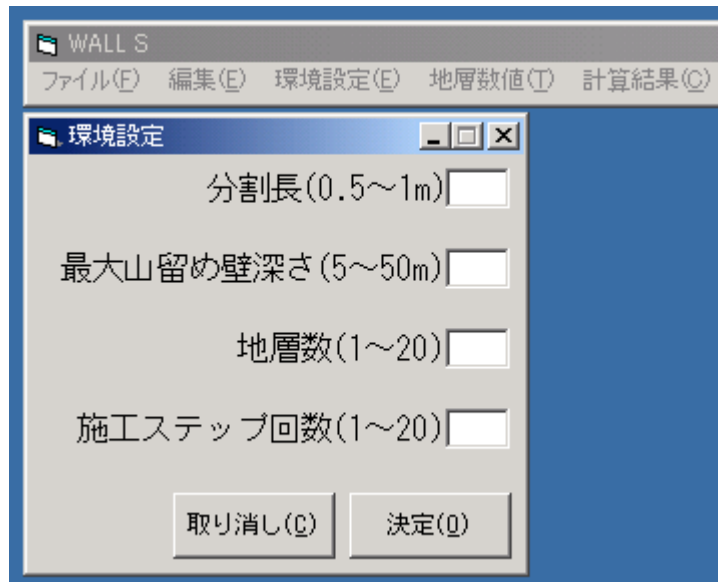 WALL S
ファイル(F) 編集(E) 環境設定(E) 地層数値(T) 計算結果(C)
環境設定
分割長(0.5～1m)
最大山留め壁深さ(5～50m)
地層数(1～20)
施工ステップ回数(1～20)
取り消し(C) 決定(O)